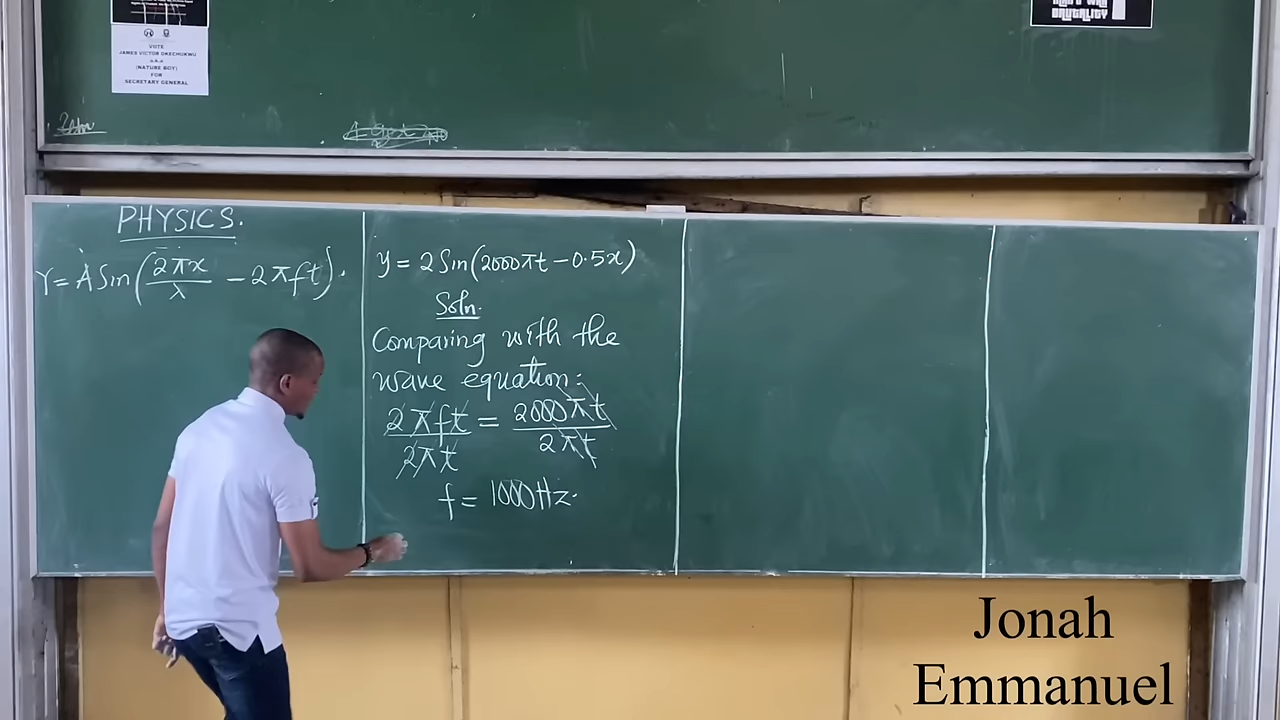 VOTE
JAMES VICTOR OKECHUKWU
a.k.a
(NATURE BOY)
FOR
SECRETARY GENERAL
BRUTALITY
PHYSICS.
Y = A Sin(2πx/λ − 2πft).
y = 2 Sin(2000πt − 0.5x)
Soln.
Comparing with the
wave equation:
2πft/2πt = 2000πt/2πt
f = 1000Hz.
Jonah
Emmanuel